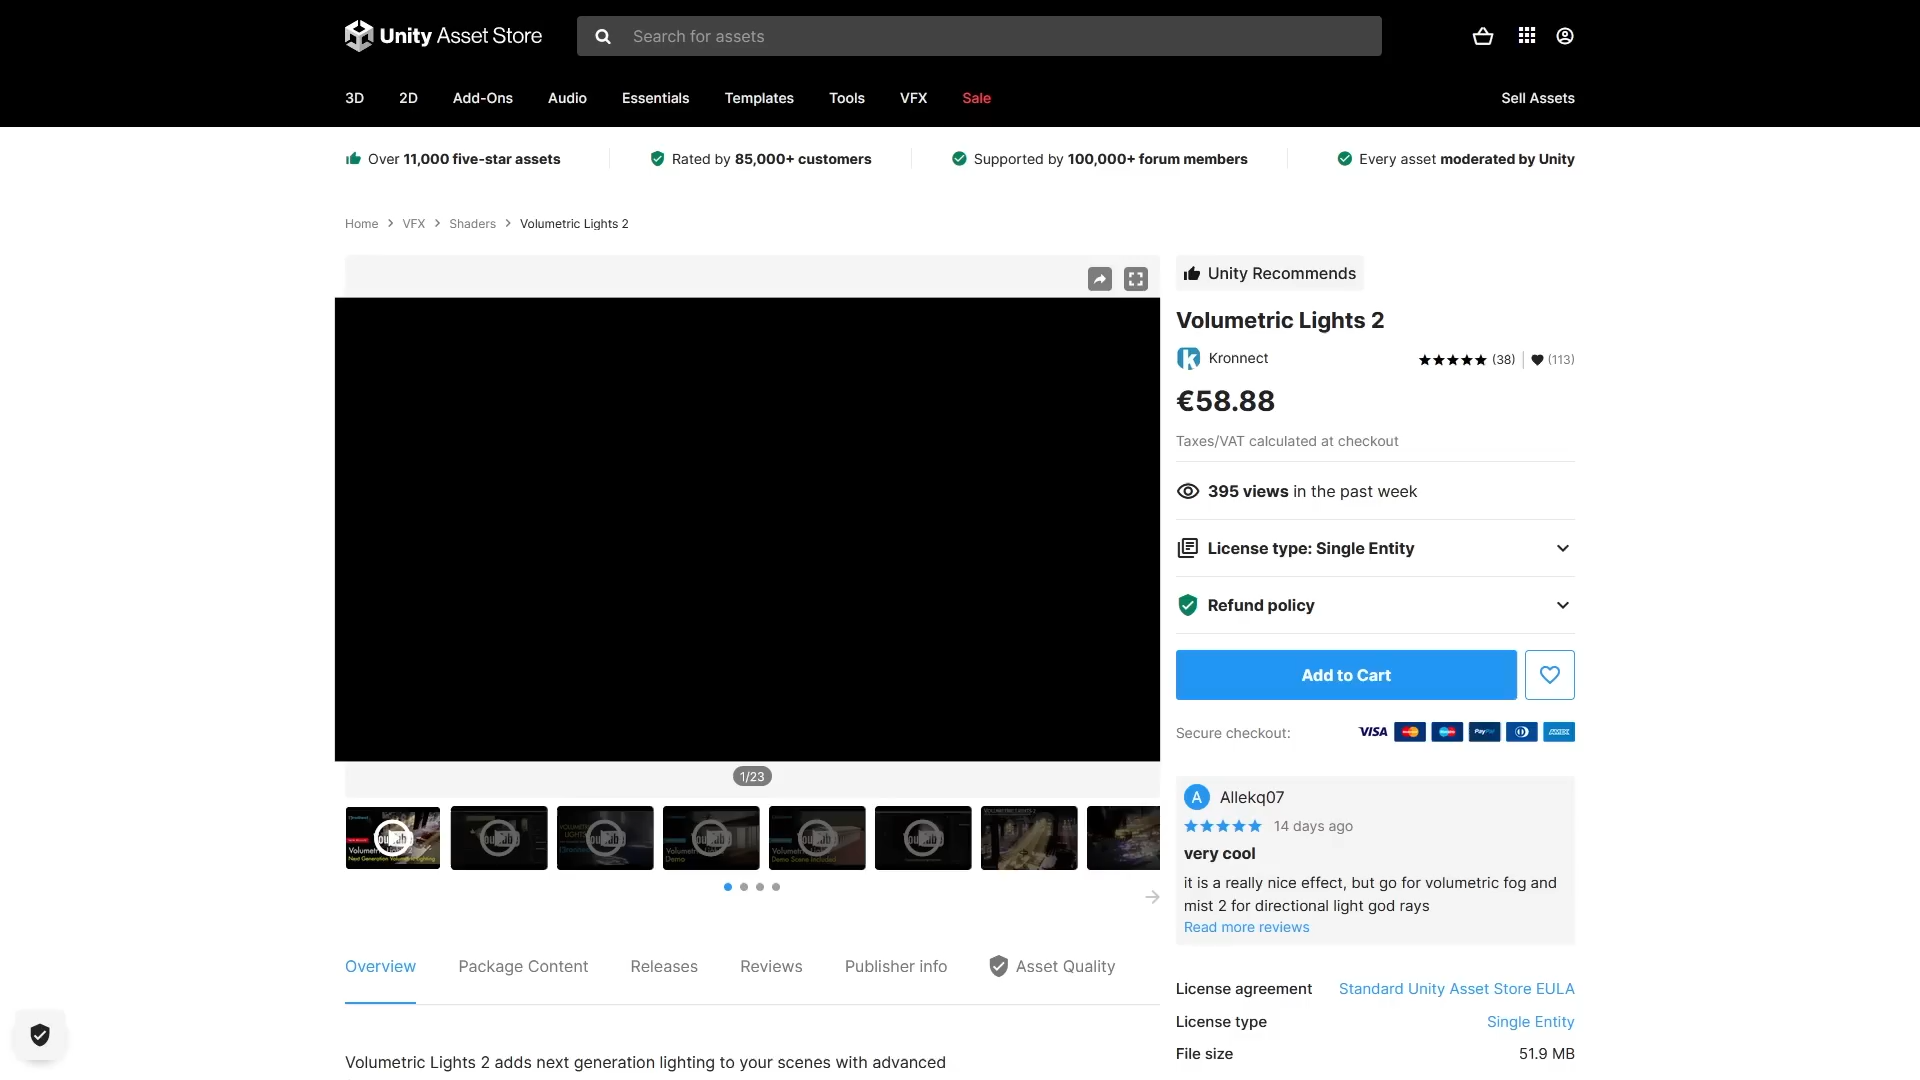 Unity Asset Store
Search for assets
3D 2D Add-Ons Audio Essentials Templates Tools VFX Sale Sell Assets
Over 11,000 five-star assets Rated by 85,000+ customers Supported by 100,000+ forum members Every asset moderated by Unity
Home VFX Shaders Volumetric Lights 2
Unity Recommends
Volumetric Lights 2
Kronnect (38) (113)
€58.88
Taxes/VAT calculated at checkout
395 views in the past week
License type: Single Entity
Refund policy
Add to Cart
Secure checkout: VISA PayPal AMEX
1/23
Allekq07
14 days ago
very cool
it is a really nice effect, but go for volumetric fog and
mist 2 for directional light god rays
Read more reviews
Overview Package Content Releases Reviews Publisher info Asset Quality
License agreement Standard Unity Asset Store EULA
License type Single Entity
File size 51.9 MB
Volumetric Lights 2 adds next generation lighting to your scenes with advanced